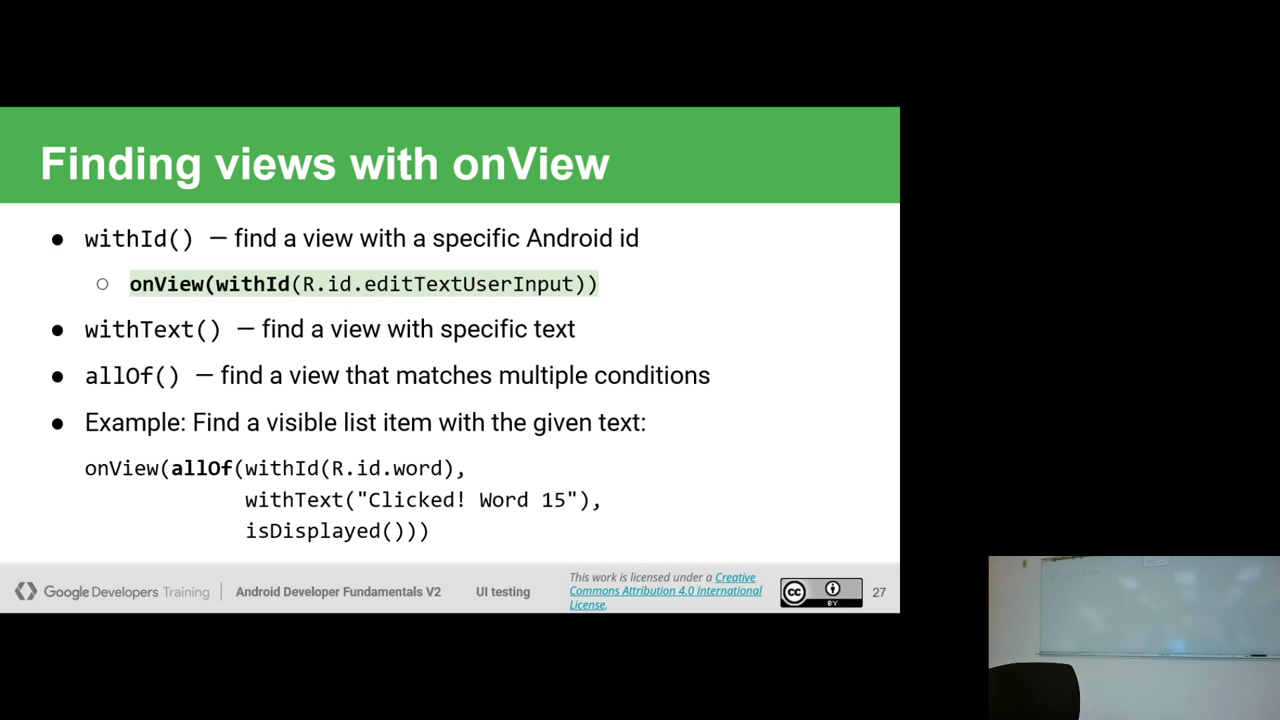 Finding views with onView
● withId() — find a view with a specific Android id
○ onView(withId(R.id.editTextUserInput))
● withText() — find a view with specific text
● allOf() — find a view that matches multiple conditions
● Example: Find a visible list item with the given text:
onView(allOf(withId(R.id.word),
withText("Clicked! Word 15"),
isDisplayed()))
Google Developers Training
Android Developer Fundamentals V2
UI testing
This work is licensed under a Creative
Commons Attribution 4.0 International
License.
cc
BY
27